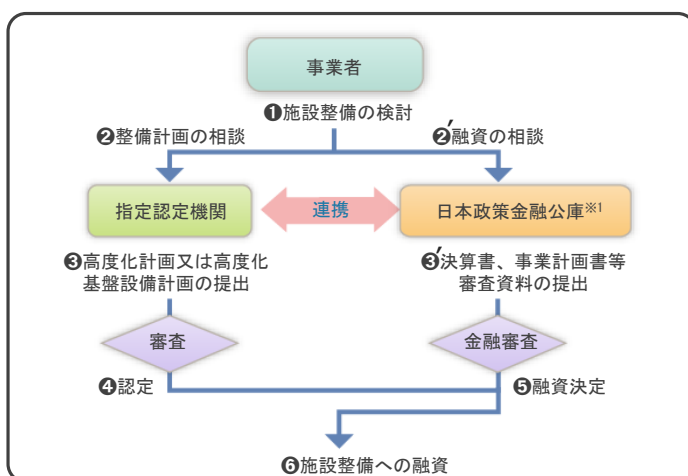 事業者
❶施設整備の検討
❷整備計画の相談
❷′融資の相談
指定認定機関
連携
日本政策金融公庫※1
❸高度化計画又は高度化
基盤設備計画の提出
❸′決算書、事業計画書等
審査資料の提出
審査
金融審査
❹認定
❺融資決定
❻施設整備への融資